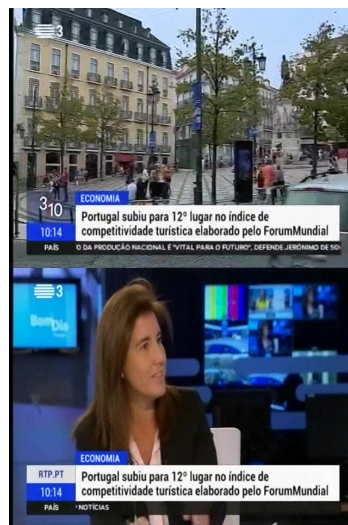 3
ECONOMIA
310
Portugal subiu para 12º lugar no índice de
10:14
competitividade turística elaborado pelo ForumMundial
PAÍS
O DA PRODUÇÃO NACIONAL É "VITAL PARA O FUTURO", DEFENDE JERÓNIMO DE SO
3
Bom Dia
ECONOMIA
RTP.PT
Portugal subiu para 12º lugar no índice de
10:14
competitividade turística elaborado pelo ForumMundial
PAÍS
NOTÍCIAS